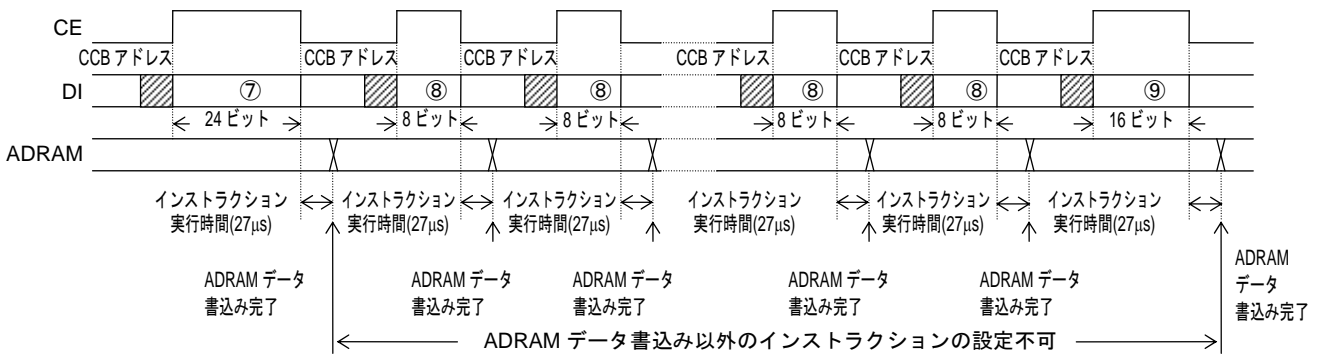 CE
CCB アドレス CCB アドレス CCB アドレス CCB アドレス CCB アドレス CCB アドレス
DI ⑦ ⑧ ⑧ ⑧ ⑧ ⑨
24 ビット 8 ビット 8 ビット 8 ビット 8 ビット 16 ビット
ADRAM
インストラクション インストラクション インストラクション インストラクション インストラクション インストラクション
実行時間(27μs) 実行時間(27μs) 実行時間(27μs) 実行時間(27μs) 実行時間(27μs) 実行時間(27μs)
ADRAM データ ADRAM データ ADRAM データ ADRAM データ ADRAM データ
書込み完了 書込み完了 書込み完了 書込み完了 書込み完了
ADRAM
データ
書込み完了
ADRAM データ書込み以外のインストラクションの設定不可